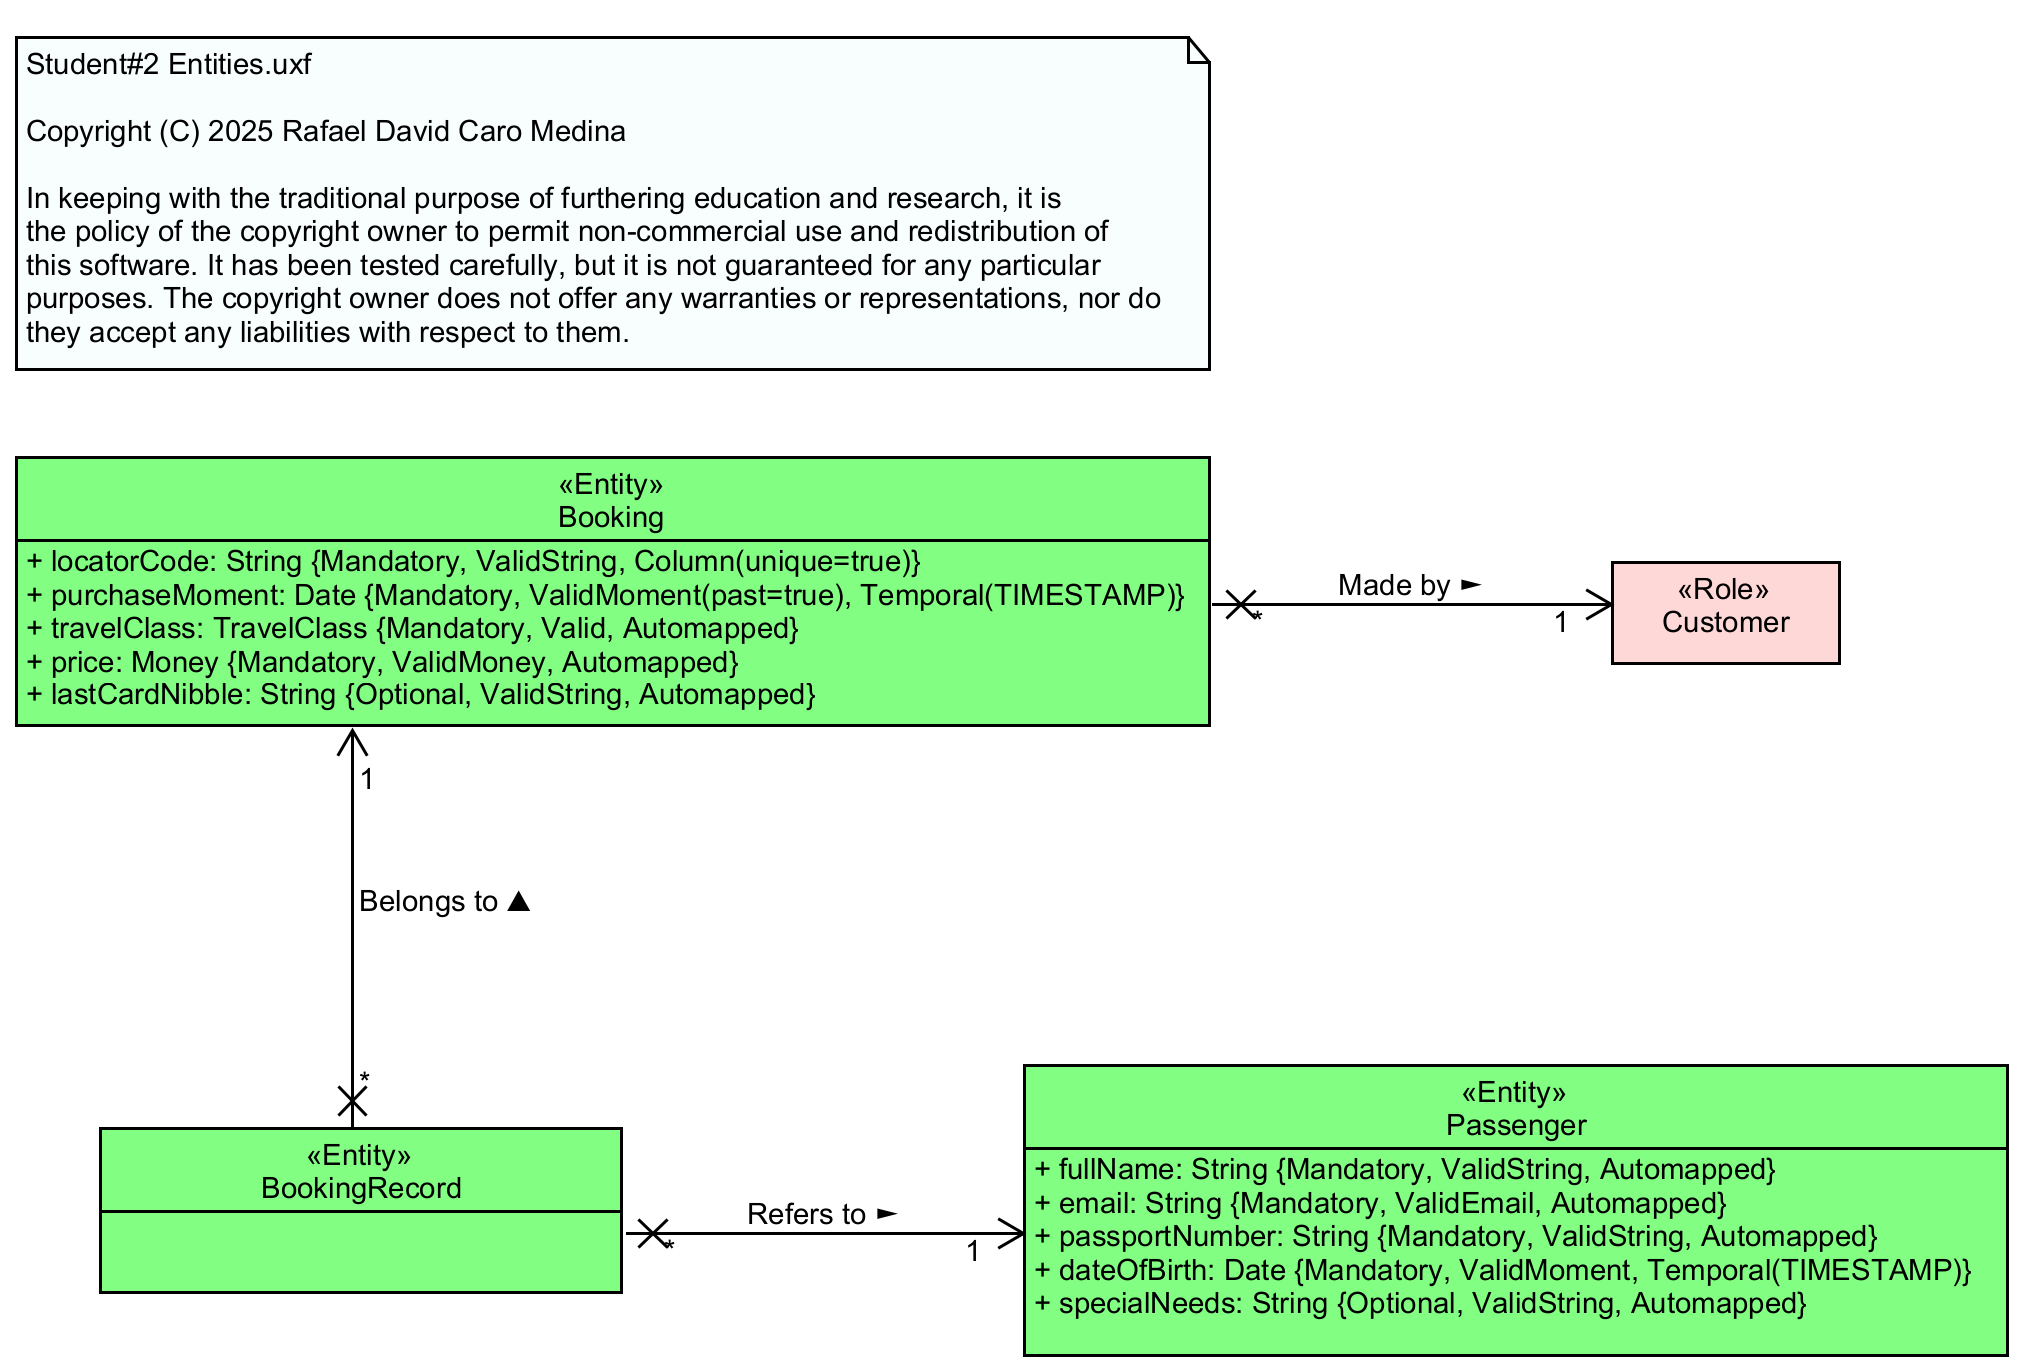 Student#2 Entities.uxf
Copyright (C) 2025 Rafael David Caro Medina
In keeping with the traditional purpose of furthering education and research, it is
the policy of the copyright owner to permit non-commercial use and redistribution of
this software. It has been tested carefully, but it is not guaranteed for any particular
purposes. The copyright owner does not offer any warranties or representations, nor do
they accept any liabilities with respect to them.
«Entity»
Booking
+ locatorCode: String {Mandatory, ValidString, Column(unique=true)}
+ purchaseMoment: Date {Mandatory, ValidMoment(past=true), Temporal(TIMESTAMP)}
+ travelClass: TravelClass {Mandatory, Valid, Automapped}
+ price: Money {Mandatory, ValidMoney, Automapped}
+ lastCardNibble: String {Optional, ValidString, Automapped}
Made by ►
*
1
«Role»
Customer
1
Belongs to ▲
*
«Entity»
BookingRecord
Refers to ►
*
1
«Entity»
Passenger
+ fullName: String {Mandatory, ValidString, Automapped}
+ email: String {Mandatory, ValidEmail, Automapped}
+ passportNumber: String {Mandatory, ValidString, Automapped}
+ dateOfBirth: Date {Mandatory, ValidMoment, Temporal(TIMESTAMP)}
+ specialNeeds: String {Optional, ValidString, Automapped}